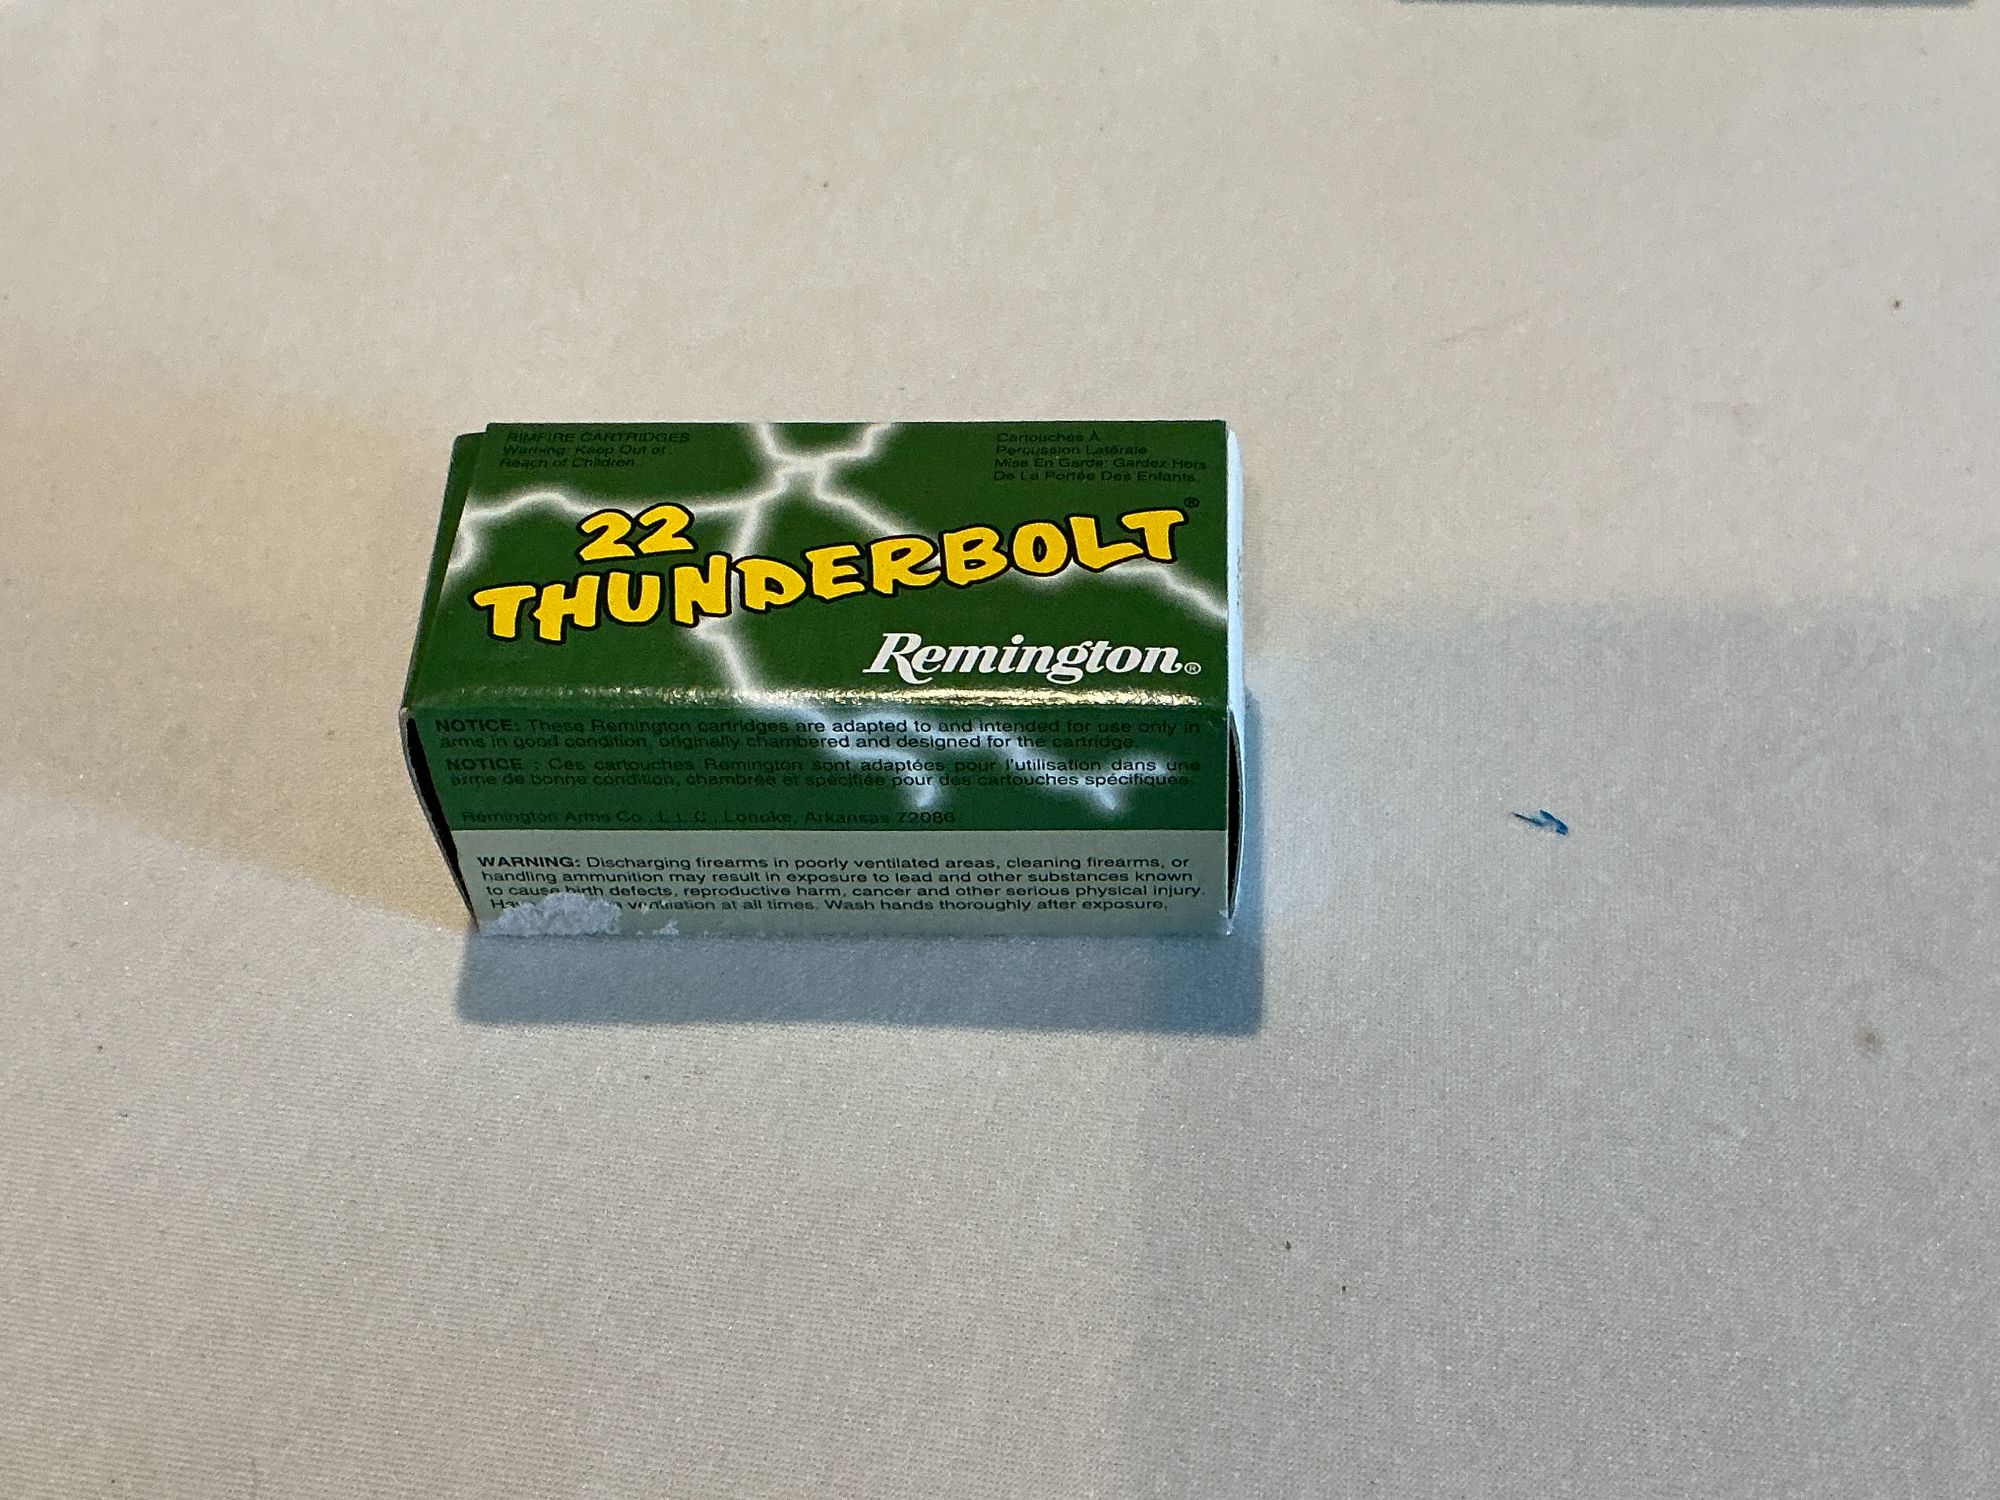 RIMFIRE CARTRIDGES
Warning: Keep Out of
Reach of Children.
Cartouches À
Percussion Latérale
Mise En Garde: Gardez Hors
De La Portée Des Enfants.
22
THUNDERBOLT®
Remington®
NOTICE: These Remington cartridges are adapted to and intended for use only in
arms in good condition, originally chambered and designed for the cartridge.
NOTICE : Ces cartouches Remington sont adaptées pour l'utilisation dans une
arme de bonne condition, chambrée et spécifiée pour des cartouches spécifiques.
Remington Arms Co., L.L.C., Lonoke, Arkansas 72086
WARNING: Discharging firearms in poorly ventilated areas, cleaning firearms, or
handling ammunition may result in exposure to lead and other substances known
to cause birth defects, reproductive harm, cancer and other serious physical injury.
ventilation at all times. Wash hands thoroughly after exposure.